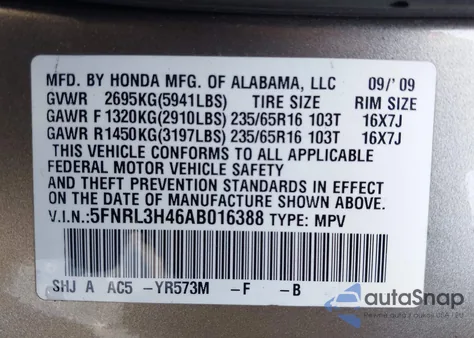 MFD. BY HONDA MFG. OF ALABAMA, LLC 09/' 09
GVWR 2695KG(5941LBS) TIRE SIZE RIM SIZE
GAWR F 1320KG(2910LBS) 235/65R16 103T 16X7J
GAWR R1450KG(3197LBS) 235/65R16 103T 16X7J
THIS VEHICLE CONFORMS TO ALL APPLICABLE
FEDERAL MOTOR VEHICLE SAFETY
AND THEFT PREVENTION STANDARDS IN EFFECT
ON THE DATE OF MANUFACTURE SHOWN ABOVE.
V.I.N.:5FNRL3H46AB016388 TYPE: MPV
SHJ A AC5 -YR573M -F -B
autoSnap